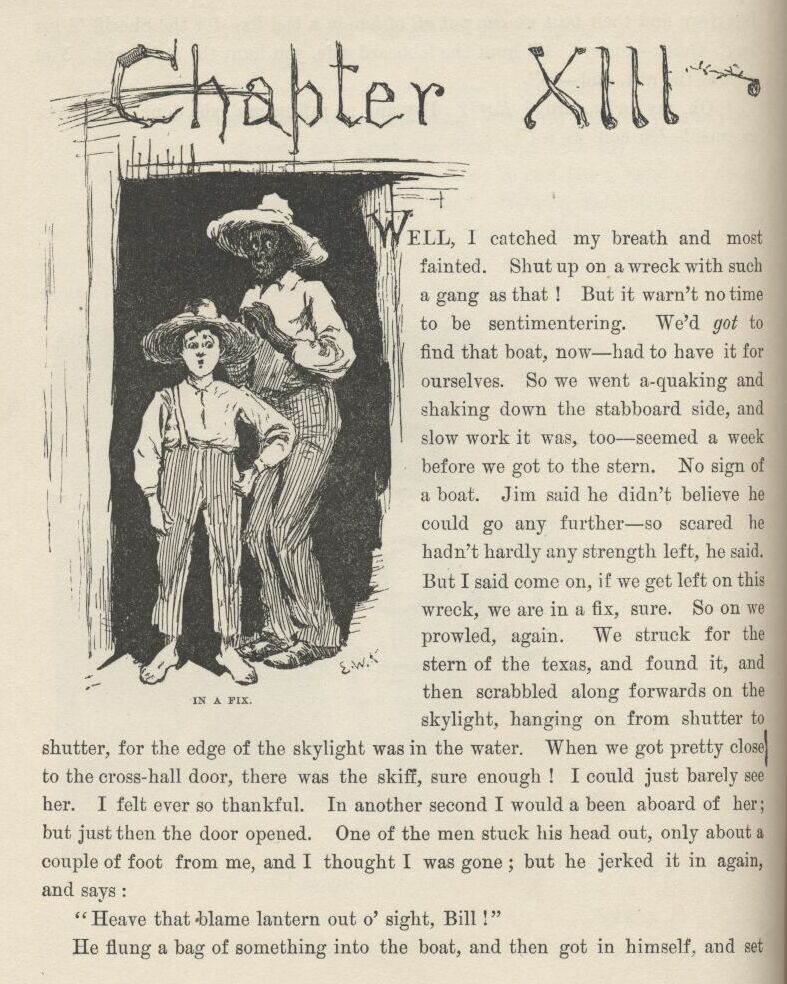 Chapter XIII
WELL, I catched my breath and most
fainted. Shut up on a wreck with such
a gang as that! But it warn't no time
to be sentimentering. We'd got to
find that boat, now—had to have it for
ourselves. So we went a-quaking and
shaking down the stabboard side, and
slow work it was, too—seemed a week
before we got to the stern. No sign of
a boat. Jim said he didn't believe he
could go any further—so scared he
hadn't hardly any strength left, he said.
But I said come on, if we get left on this
wreck, we are in a fix, sure. So on we
prowled, again. We struck for the
stern of the texas, and found it, and
then scrabbled along forwards on the
skylight, hanging on from shutter to
E.W.K
IN A FIX.
shutter, for the edge of the skylight was in the water. When we got pretty close
to the cross-hall door, there was the skiff, sure enough! I could just barely see
her. I felt ever so thankful. In another second I would a been aboard of her;
but just then the door opened. One of the men stuck his head out, only about a
couple of foot from me, and I thought I was gone; but he jerked it in again,
and says:
"Heave that blame lantern out o' sight, Bill!"
He flung a bag of something into the boat, and then got in himself, and set